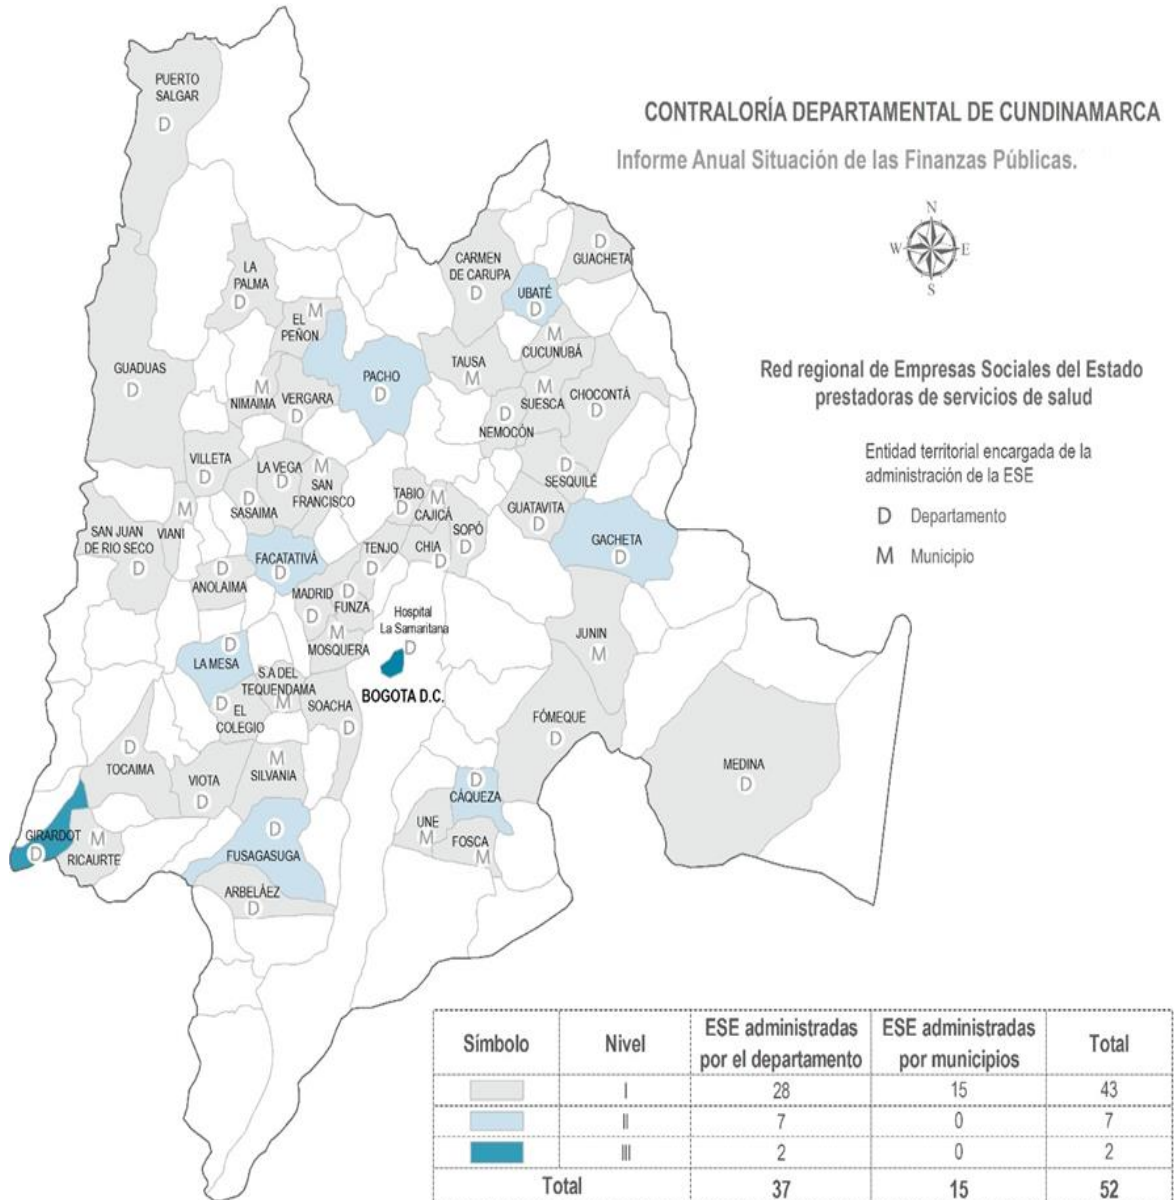 CONTRALORÍA DEPARTAMENTAL DE CUNDINAMARCA
Informe Anual Situación de las Finanzas Públicas.
N
W
E
S
Red regional de Empresas Sociales del Estado
prestadoras de servicios de salud
Entidad territorial encargada de la
administración de la ESE
D Departamento
M Municipio
PUERTO
SALGAR
D
CARMEN
DE CARUPA
D
D
GUACHETA
UBATÉ
D
LA
PALMA
D
M
EL
PEÑON
M
CUCUNUBÁ
TAUSA
M
GUADUAS
D
PACHO
D
M
NIMAIMA
VERGARA
D
M
SUESCA
CHOCONTÁ
D
D
NEMOCÓN
VILLETA
D
LA VEGA
D
M
SAN
FRANCISCO
D
SASAIMA
D
SESQUILÉ
TABIO
D
M
CAJICÁ
GUATAVITA
D
M
VIANI
SAN JUAN
DE RIO SECO
D
SOPÓ
D
CHIA
D
TENJO
D
FACATATIVÁ
D
GACHETA
D
D
ANOLAIMA
MADRID
D
D
FUNZA
M
MOSQUERA
Hospital
La Samaritana
D
BOGOTA D.C.
JUNIN
M
D
LA MESA
S.A DEL
TEQUENDAMA
M
D
EL
COLEGIO
SOACHA
D
FÓMEQUE
D
MEDINA
D
D
TOCAIMA
VIOTA
D
M
SILVANIA
D
CÁQUEZA
UNE
M
FOSCA
M
GIRARDOT
D
M
RICAURTE
D
FUSAGASUGA
ARBELÁEZ
D
Símbolo Nivel ESE administradas por el departamento ESE administradas por municipios Total
I 28 15 43
II 7 0 7
III 2 0 2
Total 37 15 52